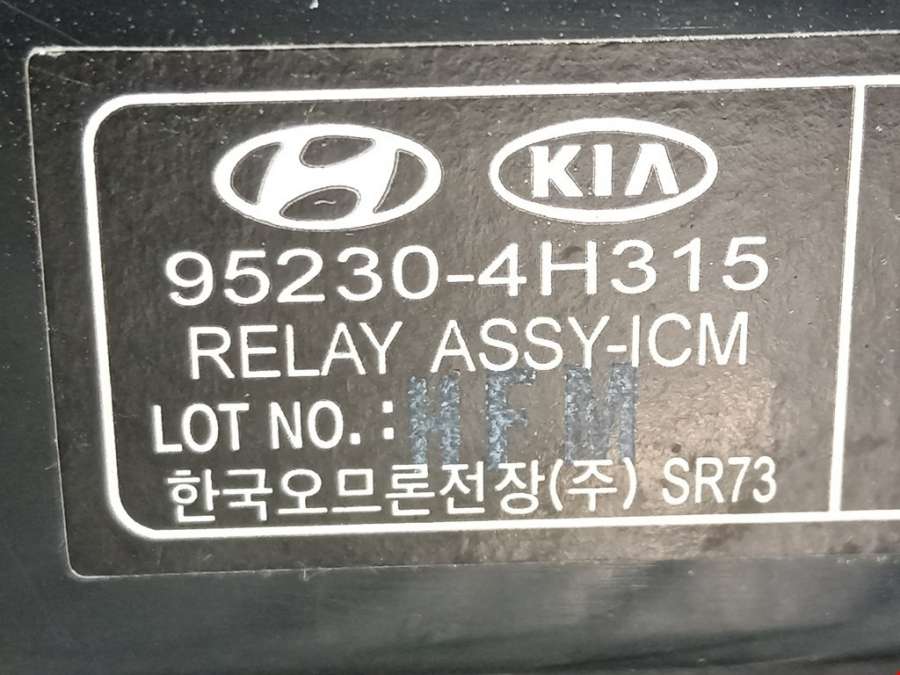 KIA
95230-4H315
RELAY ASSY-ICM
LOT NO.: HFM
한국오므론전장(주) SR73